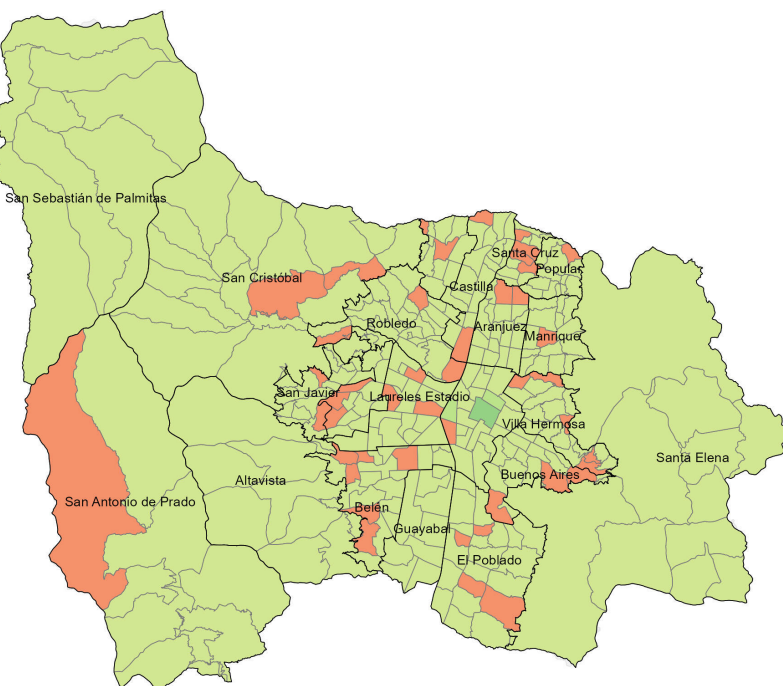 San Sebastián de Palmitas
San Cristóbal
Santa Cruz
Popular
Castilla
Robledo
Aranjuez
Manrique
San Javier
Laureles Estadio
Villa Hermosa
Santa Elena
Buenos Aires
Altavista
San Antonio de Prado
Belén
Guayabal
El Poblado